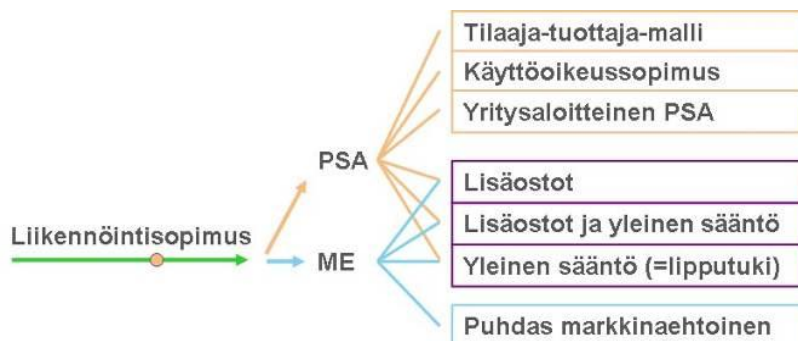 Tilaaja-tuottaja-malli
Käyttöoikeussopimus
Yritysaloitteinen PSA
PSA
Lisäostot
Lisäostot ja yleinen sääntö
Liikennöintisopimus
ME
Yleinen sääntö (=lipputuki)
Puhdas markkinaehtoinen